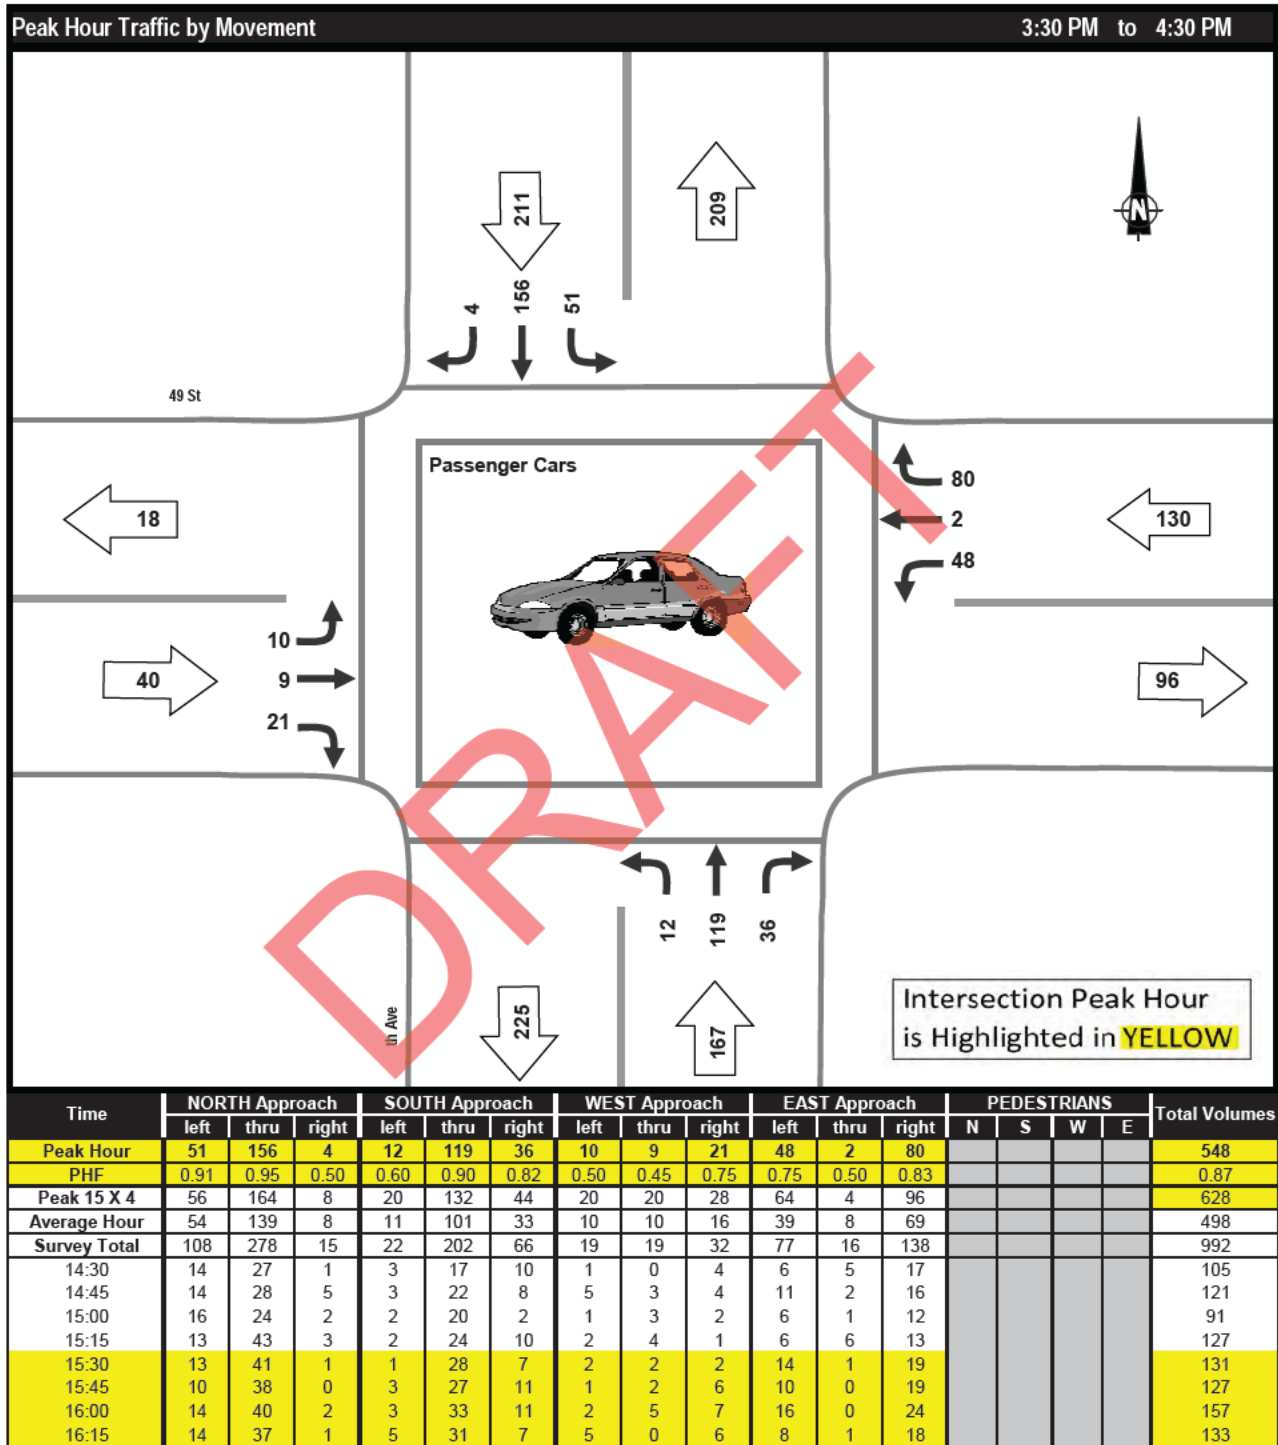 Peak Hour Traffic by Movement 3:30 PM to 4:30 PM
211
209
N
4 156 51
49 St
Passenger Cars
80
18
2
130
48
10
40
9
96
21
DRAFT
12 119 36
th Ave
225
167
Intersection Peak Hour
is Highlighted in YELLOW
Time NORTH Approach SOUTH Approach WEST Approach EAST Approach PEDESTRIANS Total Volumes
left thru right left thru right left thru right left thru right N S W E
Peak Hour 51 156 4 12 119 36 10 9 21 48 2 80 548
PHF 0.91 0.95 0.50 0.60 0.90 0.82 0.50 0.45 0.75 0.75 0.50 0.83 0.87
Peak 15 X 4 56 164 8 20 132 44 20 20 28 64 4 96 628
Average Hour 54 139 8 11 101 33 10 10 16 39 8 69 498
Survey Total 108 278 15 22 202 66 19 19 32 77 16 138 992
14:30 14 27 1 3 17 10 1 0 4 6 5 17 105
14:45 14 28 5 3 22 8 5 3 4 11 2 16 121
15:00 16 24 2 2 20 2 1 3 2 6 1 12 91
15:15 13 43 3 2 24 10 2 4 1 6 6 13 127
15:30 13 41 1 1 28 7 2 2 2 14 1 19 131
15:45 10 38 0 3 27 11 1 2 6 10 0 19 127
16:00 14 40 2 3 33 11 2 5 7 16 0 24 157
16:15 14 37 1 5 31 7 5 0 6 8 1 18 133